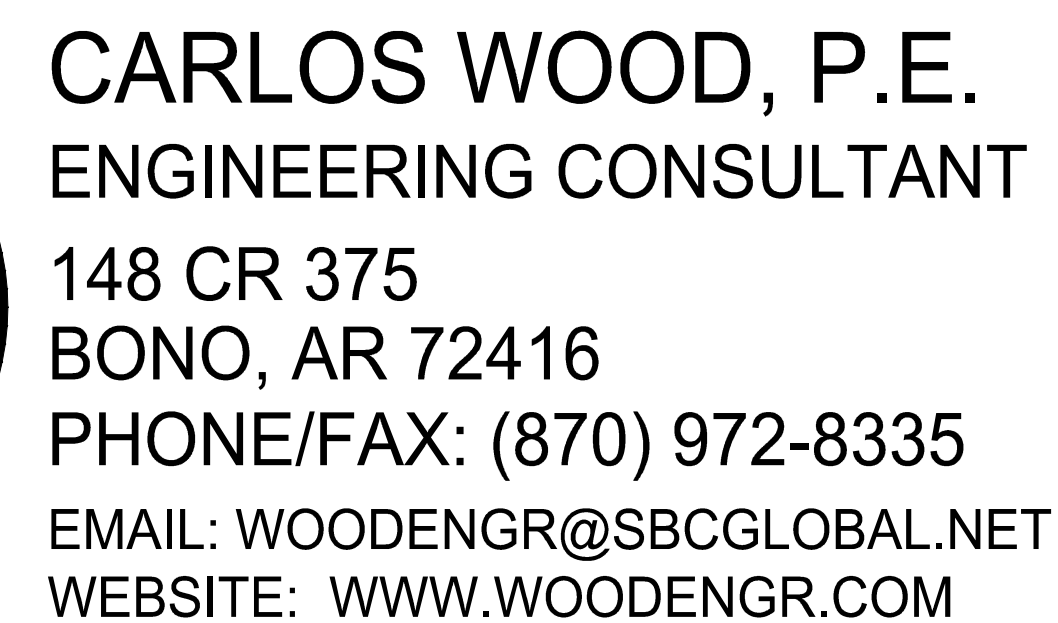 CARLOS WOOD, P.E.
ENGINEERING CONSULTANT
148 CR 375
BONO, AR 72416
PHONE/FAX: (870) 972-8335
EMAIL: WOODENGR@SBCGLOBAL.NET
WEBSITE: WWW.WOODENGR.COM